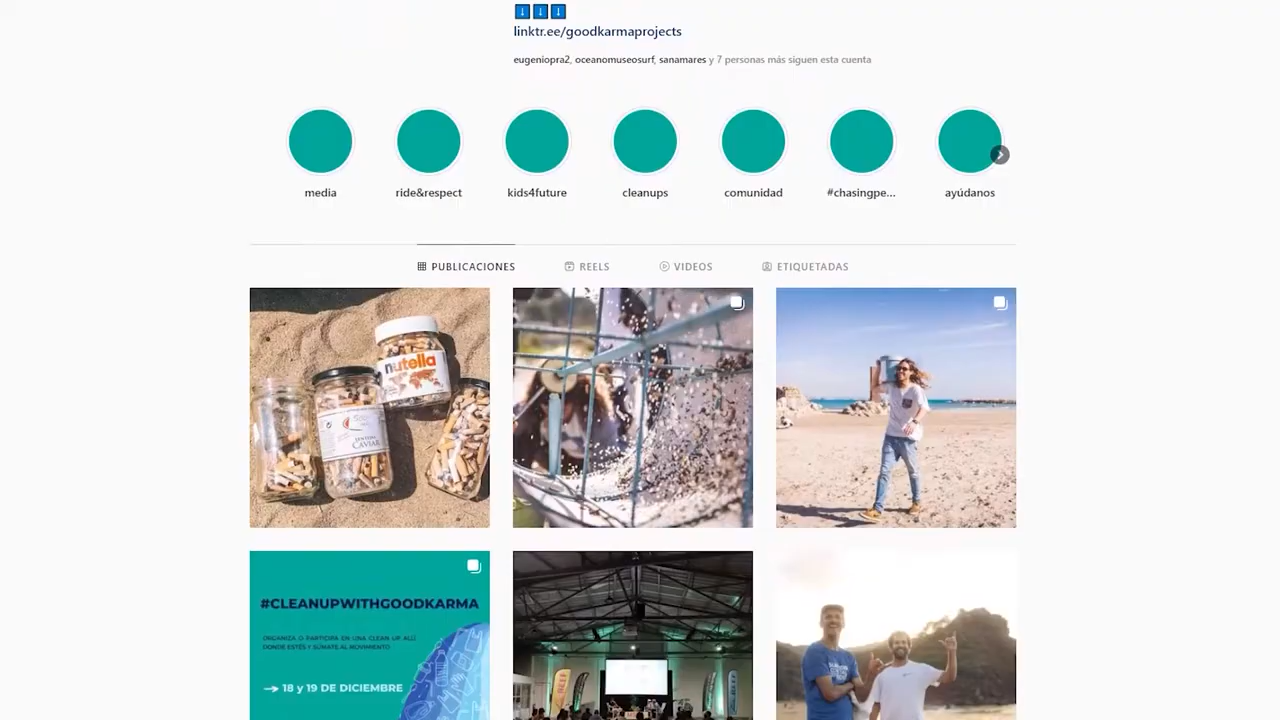 linktr.ee/goodkarmaprojects
eugeniopra2, oceanomuseosurf, sanamares y 7 personas más siguen esta cuenta
media
ride&respect
kids4future
cleanups
comunidad
#chasingpe...
ayúdanos
PUBLICACIONES
REELS
VIDEOS
ETIQUETADAS
nutella
CAVIAR
#CLEANUPWITHGOODKARMA
ORGANIZA O PARTICIPA EN UNA CLEAN UP ALLÍ
DONDE ESTÉS Y SÚMATE AL MOVIMIENTO
18 y 19 DE DICIEMBRE